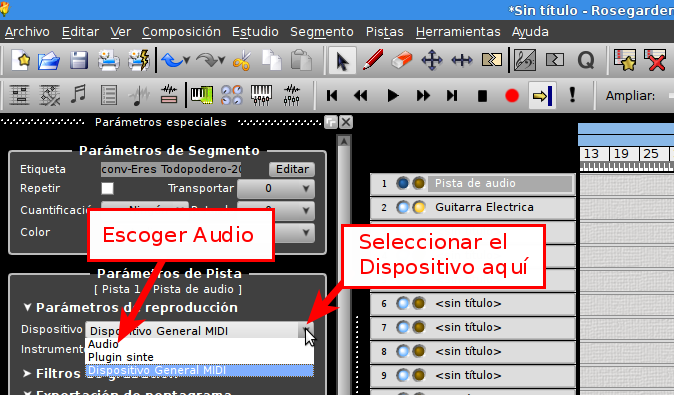 *Sin título - Rosegarden
Archivo Editar Ver Composición Estudio Segmento Pistas Herramientas Ayuda
Ampliar:
Parámetros especiales
Parámetros de Segmento
Etiqueta conv-Eres Todopodero-20 Editar
Repetir Transportar 0
Cuantificació
Color
Escoger Audio
Seleccionar el
Dispositivo aquí
Parámetros de Pista
[ Pista 1 Pista de audio ]
Parámetros de reproducción
Dispositivo Dispositivo General MIDI
Audio
Plugin sinte
Dispositivo General MIDI
Instrument
Filtros
Exportación de pentagrama
13 19 25
1 Pista de audio
2 Guitarra Electrica
6 <sin título>
7 <sin título>
8 <sin título>
9 <sin título>